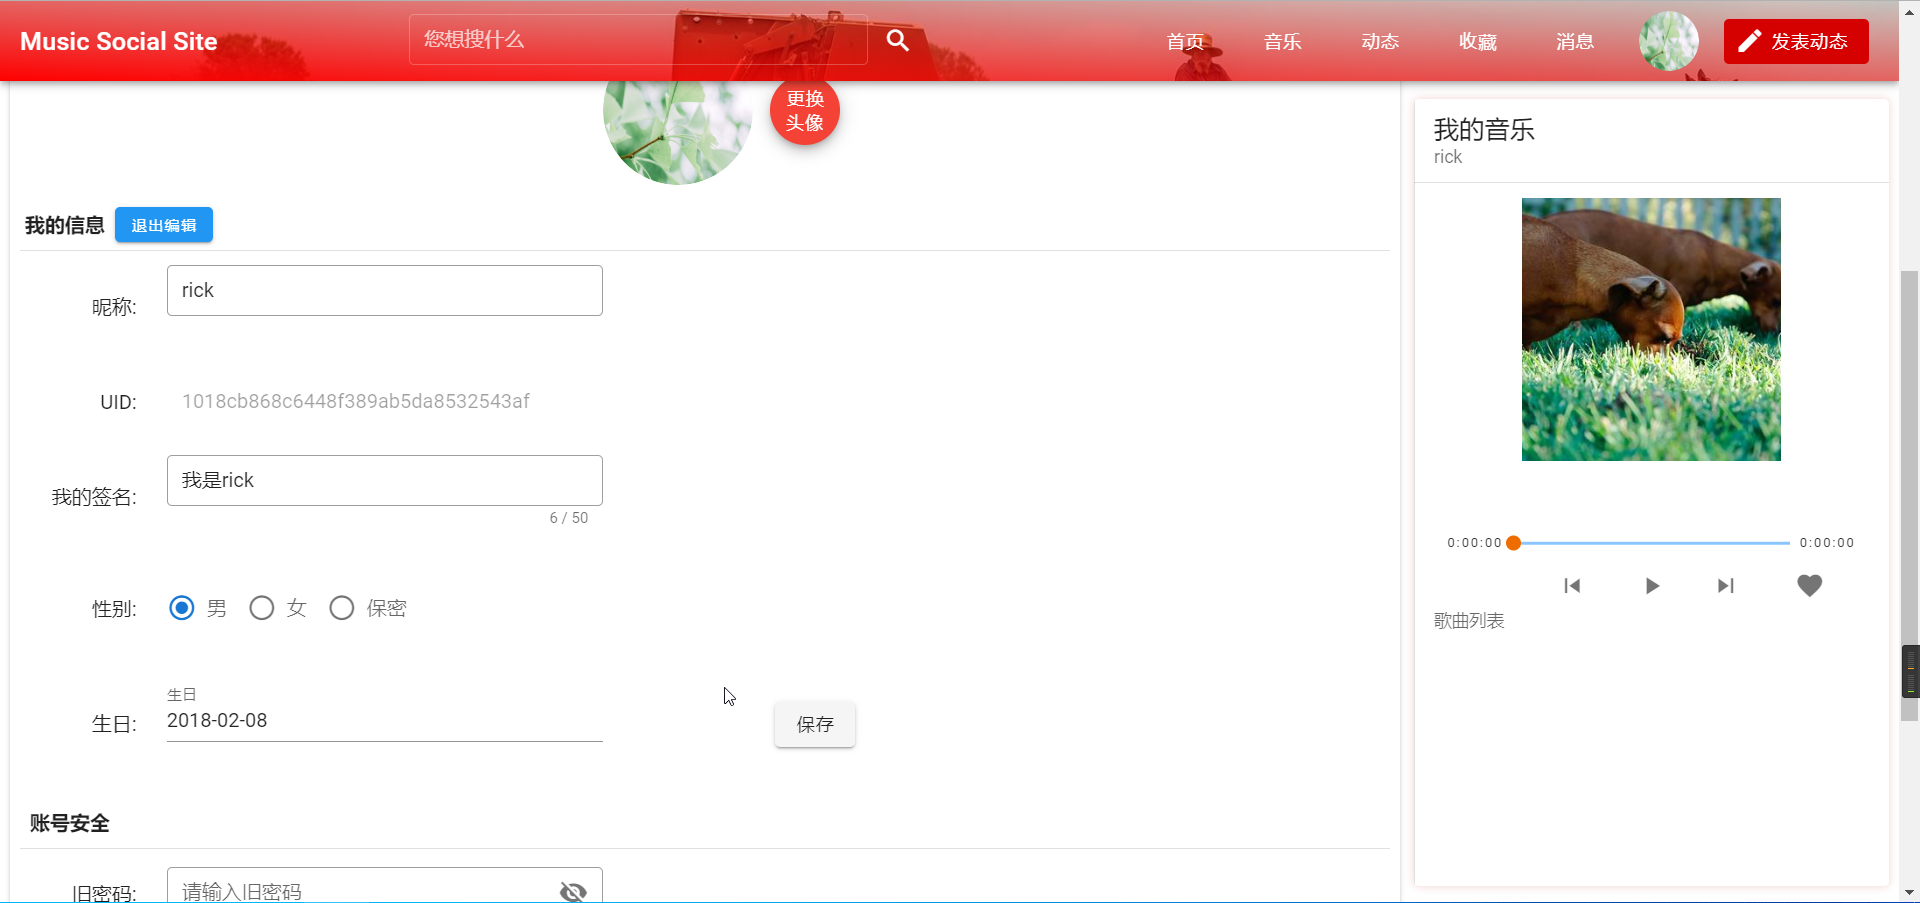 Music Social Site
您想搜什么
首页
音乐
动态
收藏
消息
发表动态
更换
头像
我的信息
退出编辑
昵称:
rick
UID:
1018cb868c6448f389ab5da8532543af
我的签名:
我是rick
6 / 50
性别:
男
女
保密
生日:
生日
2018-02-08
保存
账号安全
旧密码:
请输入旧密码
我的音乐
rick
0:00:00
0:00:00
歌曲列表